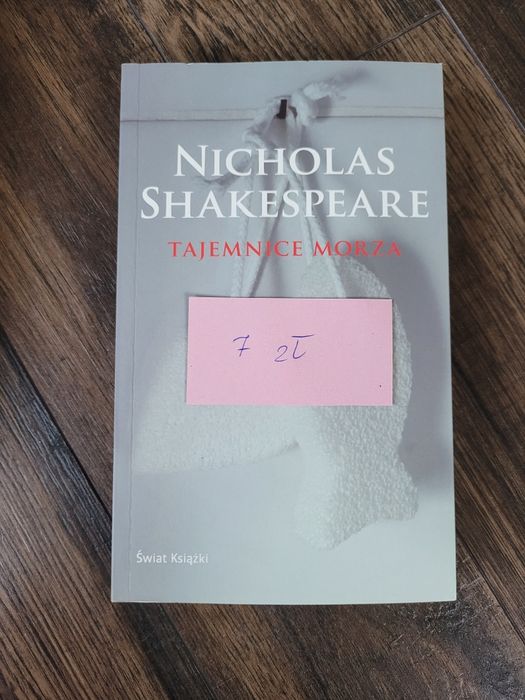 NICHOLAS
SHAKESPEARE
TAJEMNICE MORZA
7 zł
Świat Książki